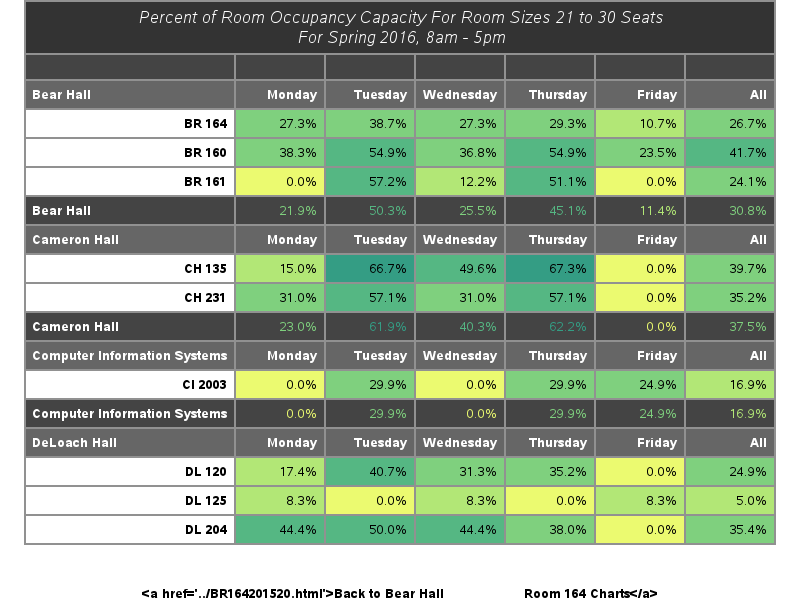 Percent of Room Occupancy Capacity For Room Sizes 21 to 30 Seats
For Spring 2016, 8am - 5pm
Bear Hall Monday Tuesday Wednesday Thursday Friday All
BR 164 27.3% 38.7% 27.3% 29.3% 10.7% 26.7%
BR 160 38.3% 54.9% 36.8% 54.9% 23.5% 41.7%
BR 161 0.0% 57.2% 12.2% 51.1% 0.0% 24.1%
Bear Hall 21.9% 50.3% 25.5% 45.1% 11.4% 30.8%
Cameron Hall Monday Tuesday Wednesday Thursday Friday All
CH 135 15.0% 66.7% 49.6% 67.3% 0.0% 39.7%
CH 231 31.0% 57.1% 31.0% 57.1% 0.0% 35.2%
Cameron Hall 23.0% 61.9% 40.3% 62.2% 0.0% 37.5%
Computer Information Systems Monday Tuesday Wednesday Thursday Friday All
CI 2003 0.0% 29.9% 0.0% 29.9% 24.9% 16.9%
Computer Information Systems 0.0% 29.9% 0.0% 29.9% 24.9% 16.9%
DeLoach Hall Monday Tuesday Wednesday Thursday Friday All
DL 120 17.4% 40.7% 31.3% 35.2% 0.0% 24.9%
DL 125 8.3% 0.0% 8.3% 0.0% 8.3% 5.0%
DL 204 44.4% 50.0% 44.4% 38.0% 0.0% 35.4%
<a href='../BR164201520.html'>Back to Bear Hall Room 164 Charts</a>